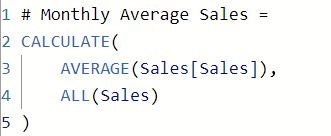 1 # Monthly Average Sales =
2 CALCULATE(
3     AVERAGE(Sales[Sales]),
4     ALL(Sales)
5 )